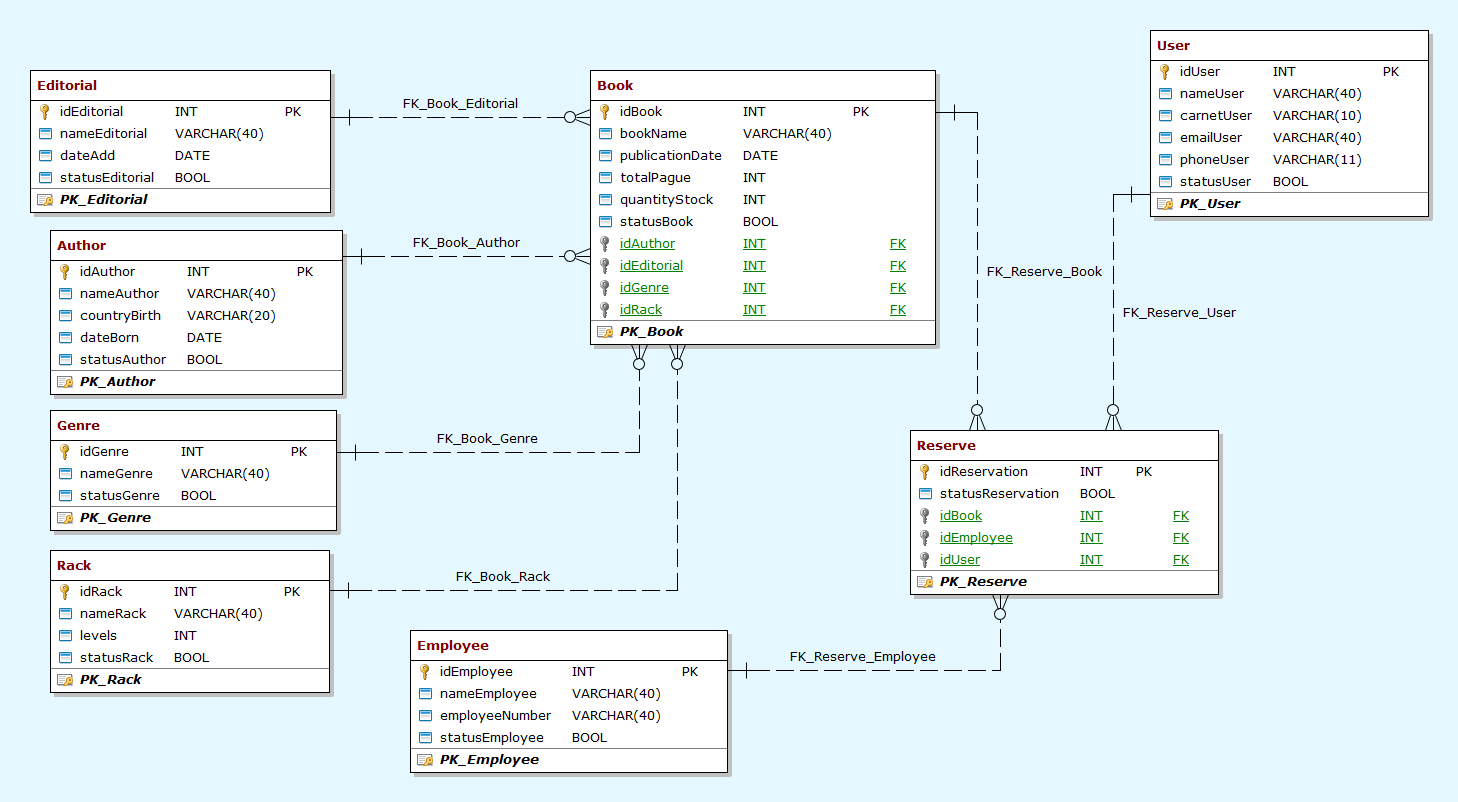 Editorial
idEditorial INT PK
nameEditorial VARCHAR(40)
dateAdd DATE
statusEditorial BOOL
PK_Editorial
FK_Book_Editorial
Author
idAuthor INT PK
nameAuthor VARCHAR(40)
countryBirth VARCHAR(20)
dateBorn DATE
statusAuthor BOOL
PK_Author
FK_Book_Author
Genre
idGenre INT PK
nameGenre VARCHAR(40)
statusGenre BOOL
PK_Genre
FK_Book_Genre
Rack
idRack INT PK
nameRack VARCHAR(40)
levels INT
statusRack BOOL
PK_Rack
FK_Book_Rack
Book
idBook INT PK
bookName VARCHAR(40)
publicationDate DATE
totalPague INT
quantityStock INT
statusBook BOOL
idAuthor INT FK
idEditorial INT FK
idGenre INT FK
idRack INT FK
PK_Book
FK_Reserve_Book
User
idUser INT PK
nameUser VARCHAR(40)
carnetUser VARCHAR(10)
emailUser VARCHAR(40)
phoneUser VARCHAR(11)
statusUser BOOL
PK_User
FK_Reserve_User
Reserve
idReservation INT PK
statusReservation BOOL
idBook INT FK
idEmployee INT FK
idUser INT FK
PK_Reserve
Employee
idEmployee INT PK
nameEmployee VARCHAR(40)
employeeNumber VARCHAR(40)
statusEmployee BOOL
PK_Employee
FK_Reserve_Employee